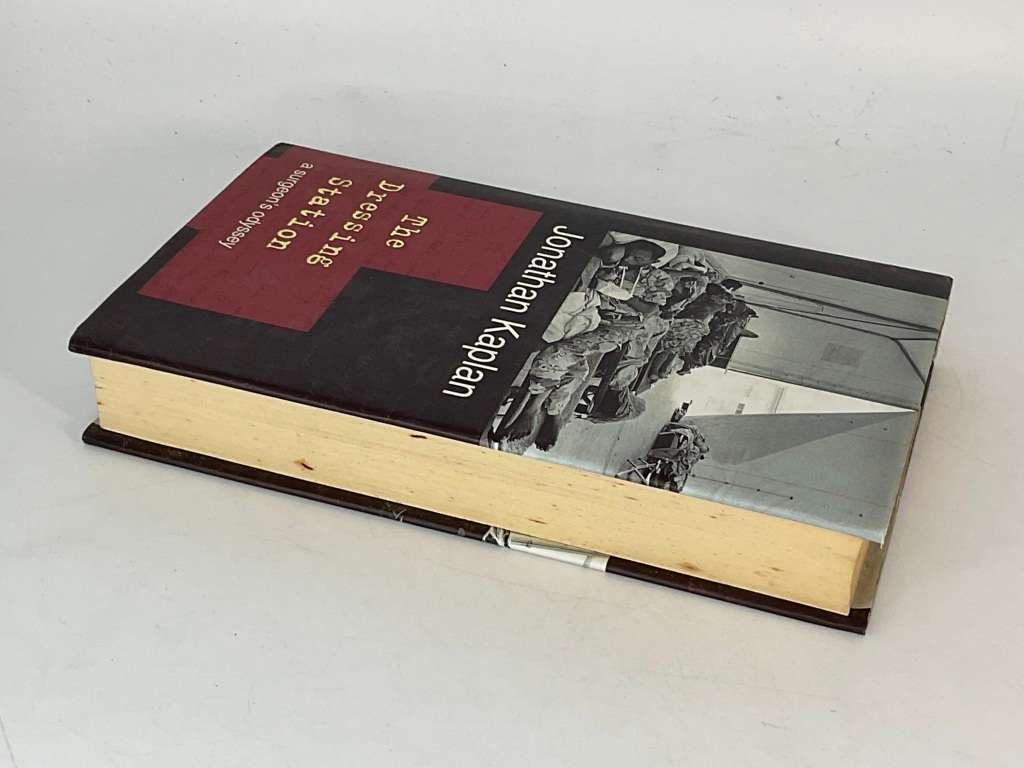 The
Dressing
Station
a surgeon's odyssey
Jonathan Kaplan